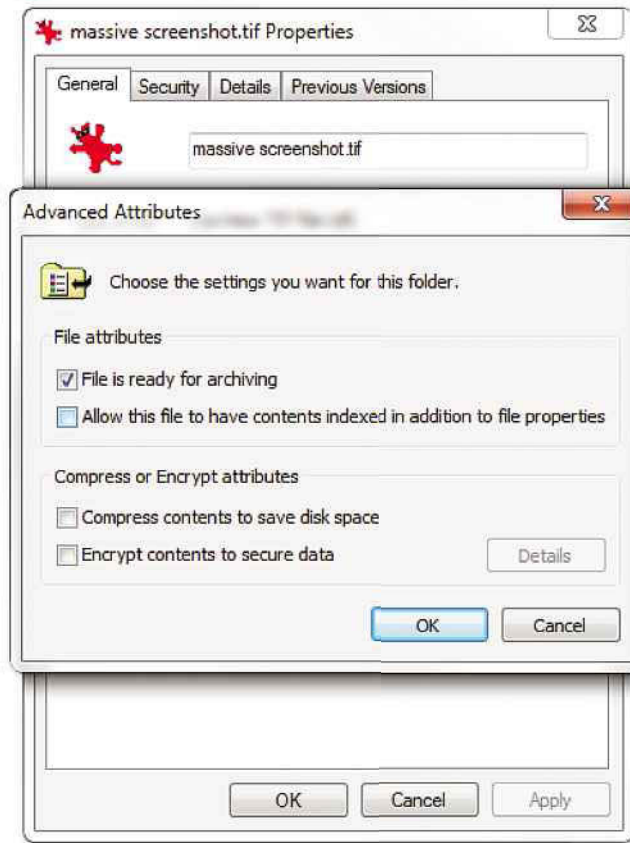 massive screenshot.tif Properties
General Security Details Previous Versions
massive screenshot.tif
Advanced Attributes
Choose the settings you want for this folder.
File attributes
File is ready for archiving
Allow this file to have contents indexed in addition to file properties
Compress or Encrypt attributes
Compress contents to save disk space
Encrypt contents to secure data
Details
OK Cancel
OK Cancel Apply